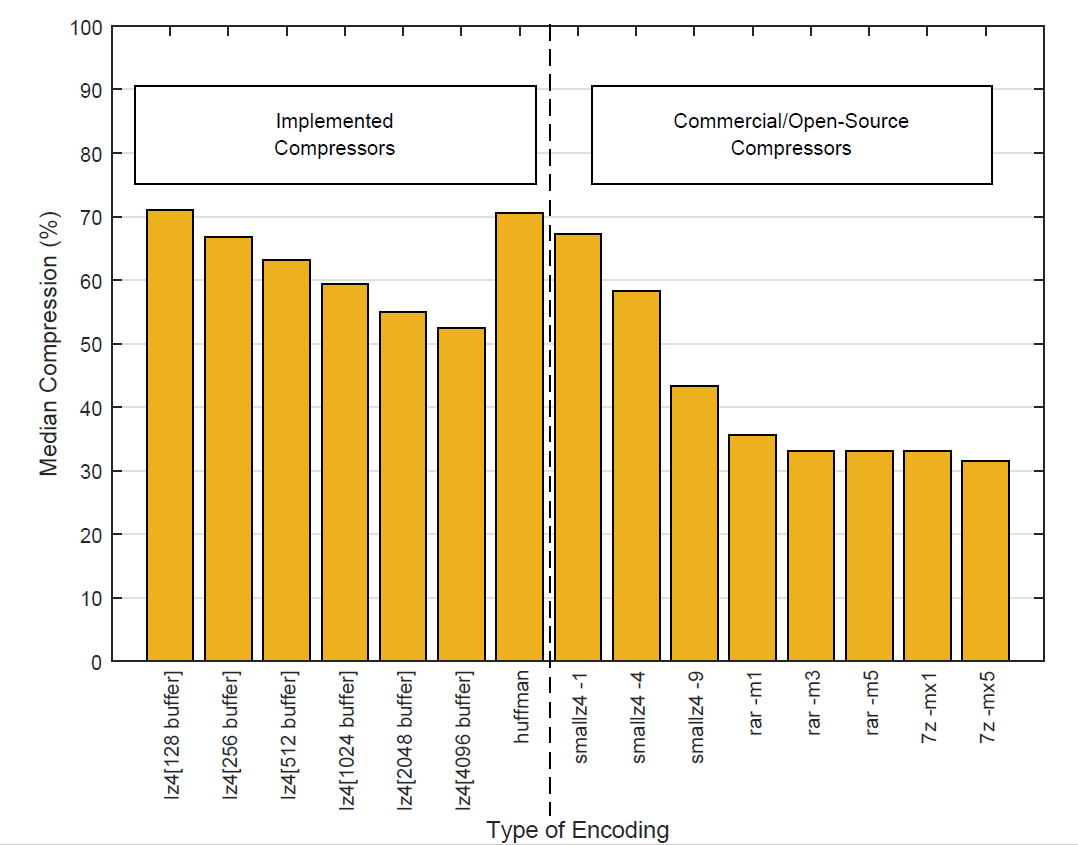 100
90
80
70
60
50
40
30
20
10
0
Median Compression (%)
Implemented
Compressors
Commercial/Open-Source
Compressors
lz4[128 buffer]
lz4[256 buffer]
lz4[512 buffer]
lz4[1024 buffer]
lz4[2048 buffer]
lz4[4096 buffer]
huffman
smallz4 -1
smallz4 -4
smallz4 -9
rar -m1
rar -m3
rar -m5
7z -mx1
7z -mx5
Type of Encoding